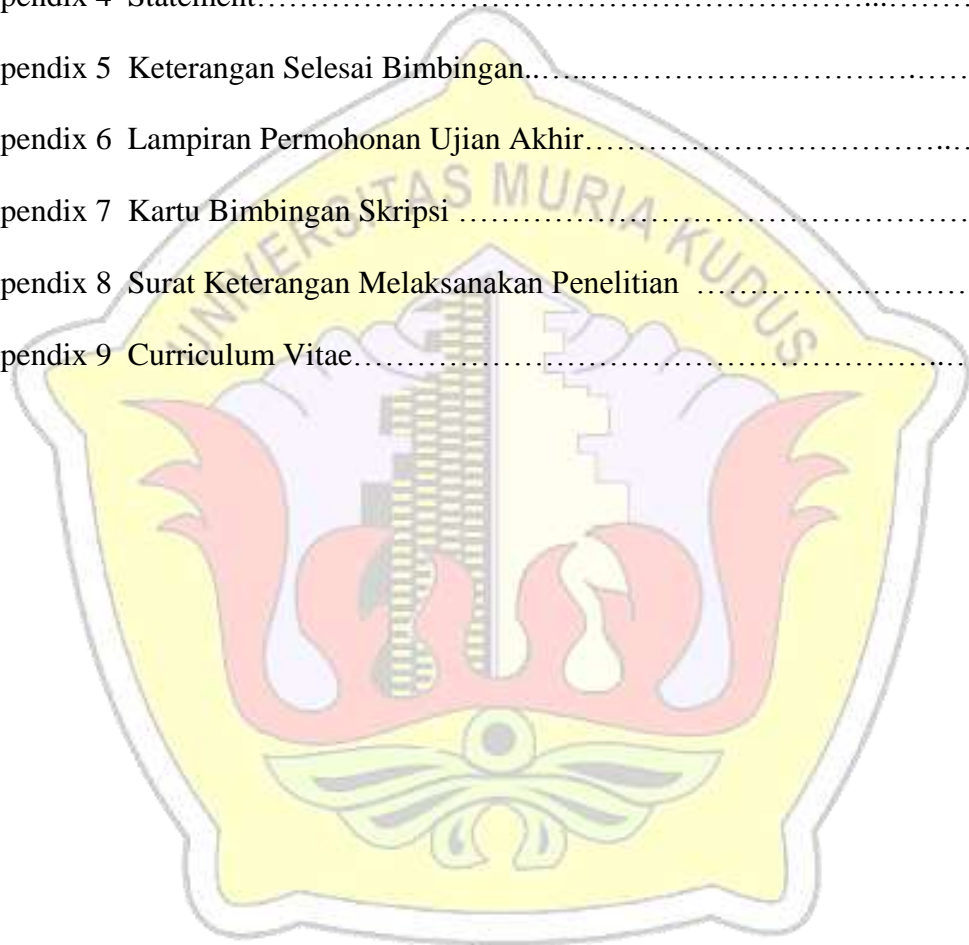 pendix 4 Statement……………………………………………………...………
pendix 5 Keterangan Selesai Bimbingan..…..………………………….……
pendix 6 Lampiran Permohonan Ujian Akhir……………………………..…
pendix 7 Kartu Bimbingan Skripsi …………………………………………
pendix 8 Surat Keterangan Melaksanakan Penelitian …………….………
pendix 9 Curriculum Vitae…………………………………………………..…
UNIVERSITAS MURIA KUDUS